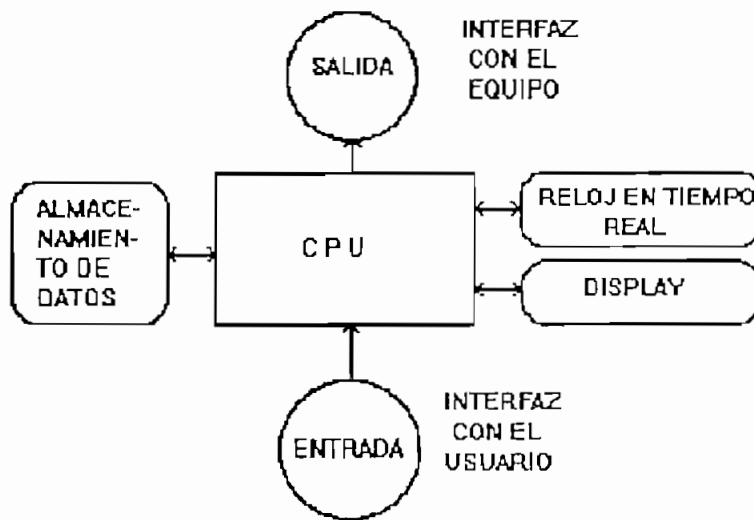 SALIDA
INTERFAZ
CON EL
EQUIPO
ALMACE-
NAMIEN-
TO DE
DATOS
C P U
RELOJ EN TIEMPO
REAL
DISPLAY
ENTRADA
INTERFAZ
CON EL
USUARIO